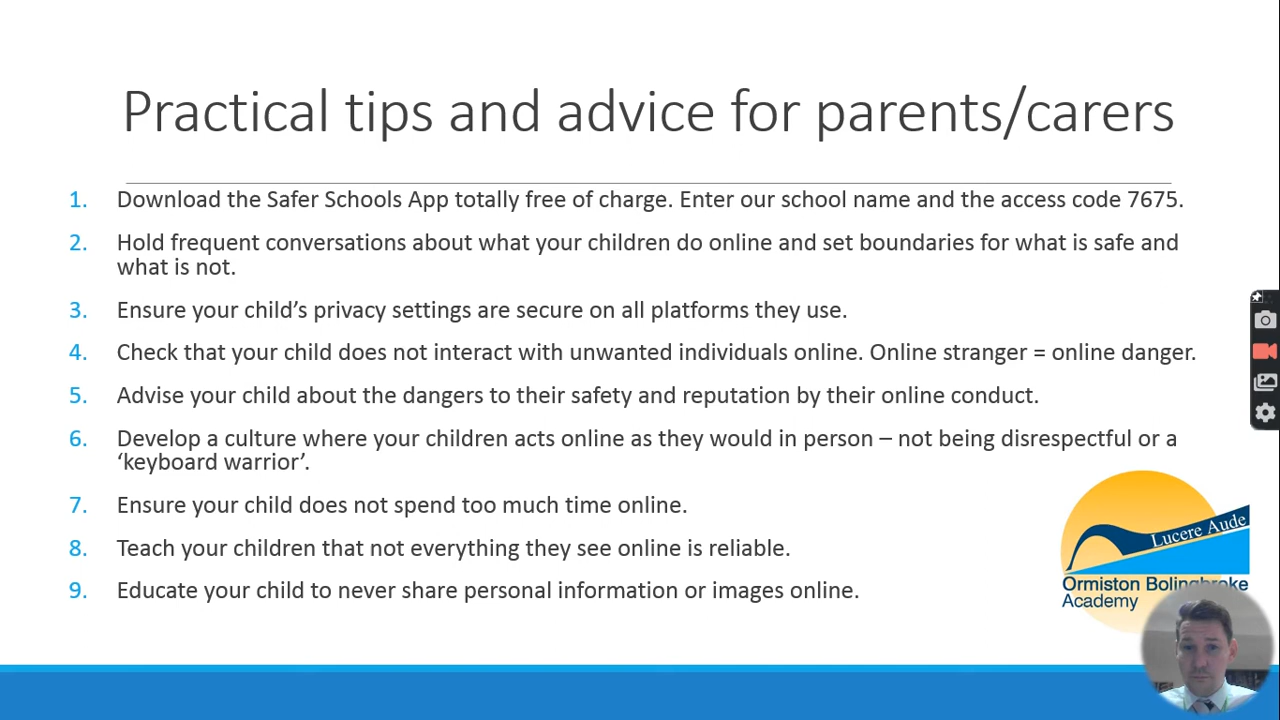 Practical tips and advice for parents/carers
1. Download the Safer Schools App totally free of charge. Enter our school name and the access code 7675.
2. Hold frequent conversations about what your children do online and set boundaries for what is safe and
what is not.
3. Ensure your child’s privacy settings are secure on all platforms they use.
4. Check that your child does not interact with unwanted individuals online. Online stranger = online danger.
5. Advise your child about the dangers to their safety and reputation by their online conduct.
6. Develop a culture where your children acts online as they would in person – not being disrespectful or a
‘keyboard warrior’.
7. Ensure your child does not spend too much time online.
8. Teach your children that not everything they see online is reliable.
9. Educate your child to never share personal information or images online.
Lucere Aude
Ormiston Bolingbroke
Academy